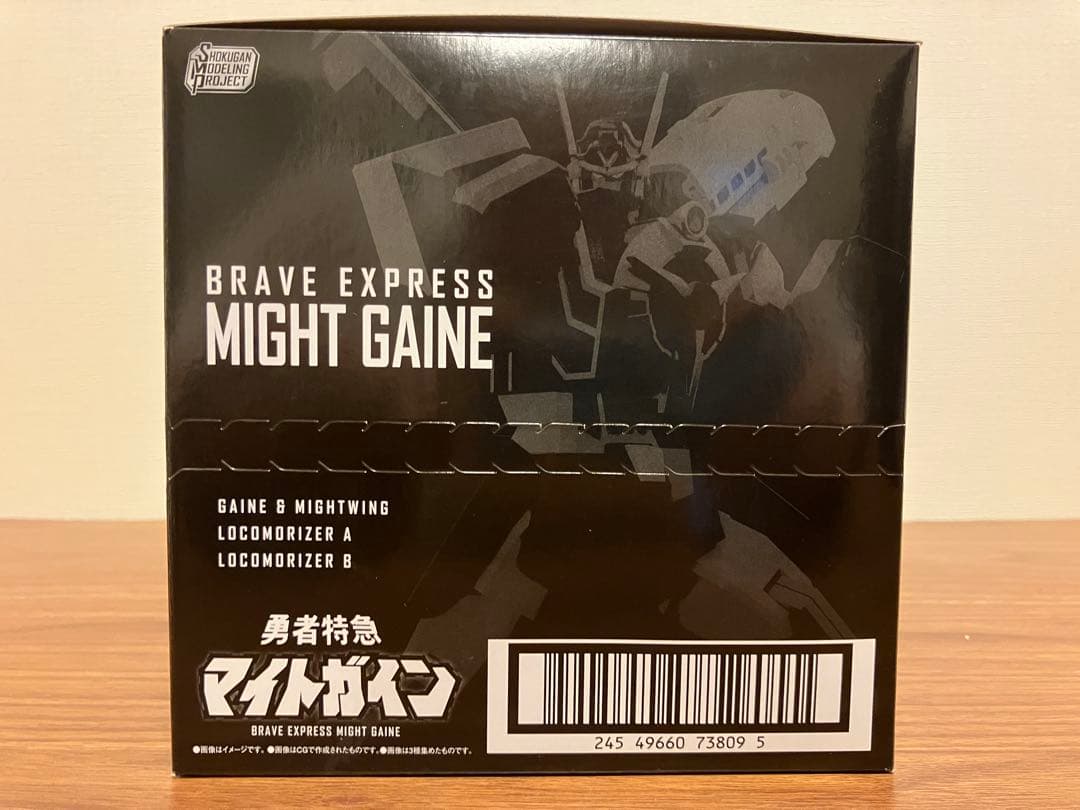 SHOKUGAN
MODELING
PROJECT
BRAVE EXPRESS
MIGHT GAINE
GAINE & MIGHTWING
LOCOMORIZER A
LOCOMORIZER B
勇者特急
マイトガイン
BRAVE EXPRESS MIGHT GAINE
●画像はイメージです。 ●画像はCGで作成されたものです。 ●画像は3種集めたものです。
245 49660 73809 5